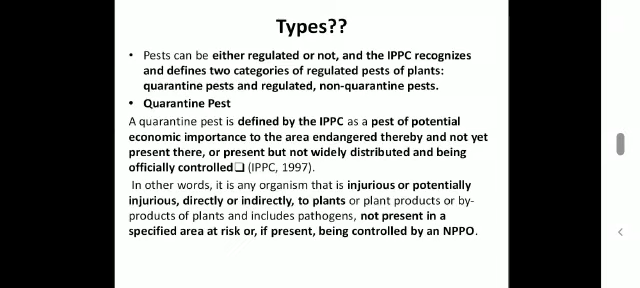 Types??
• Pests can be either regulated or not, and the IPPC recognizes
and defines two categories of regulated pests of plants:
quarantine pests and regulated, non-quarantine pests.
• Quarantine Pest
A quarantine pest is defined by the IPPC as a pest of potential
economic importance to the area endangered thereby and not yet
present there, or present but not widely distributed and being
officially controlled❑ (IPPC, 1997).
In other words, it is any organism that is injurious or potentially
injurious, directly or indirectly, to plants or plant products or by-
products of plants and includes pathogens, not present in a
specified area at risk or, if present, being controlled by an NPPO.